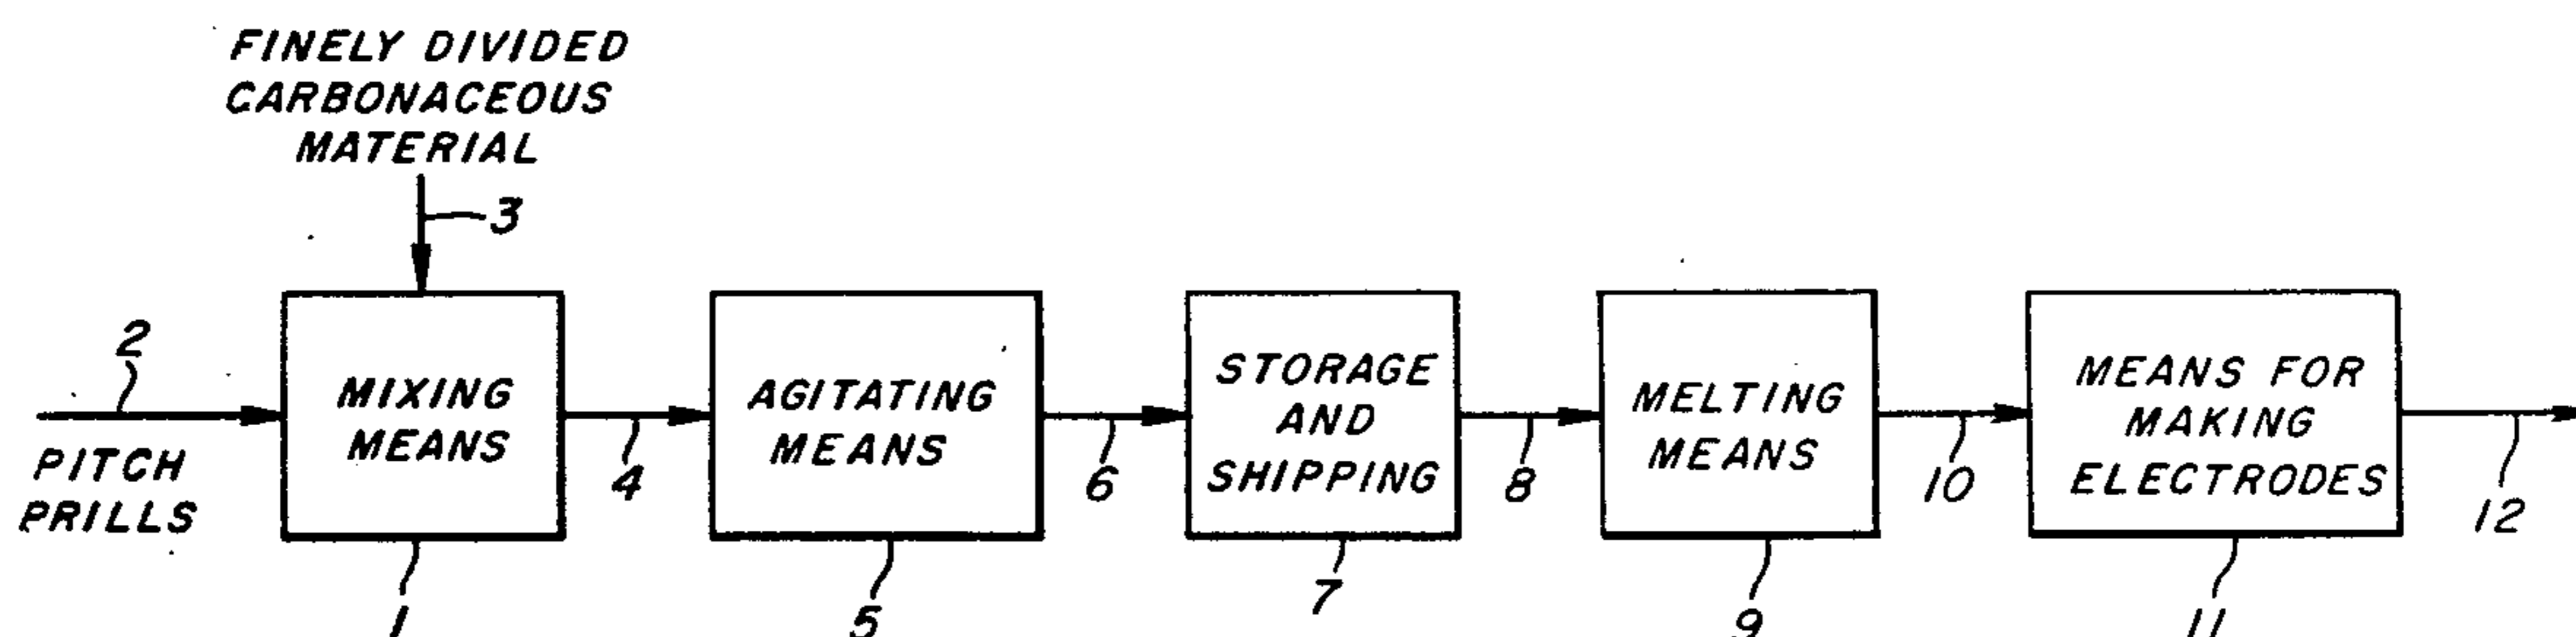 FINELY DIVIDED
CARBONACEOUS
MATERIAL
3
2
PITCH
PRILLS
MIXING
MEANS
1
4
AGITATING
MEANS
5
6
STORAGE
AND
SHIPPING
7
8
MELTING
MEANS
9
10
MEANS FOR
MAKING
ELECTRODES
11
12